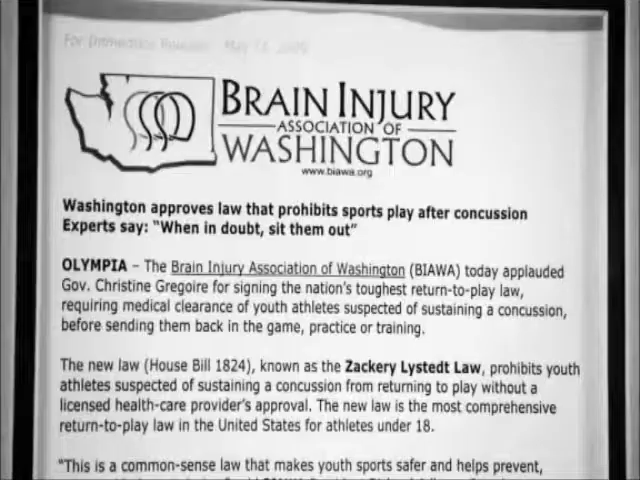 For Immediate Release: May 14, 2009
BRAIN INJURY
ASSOCIATION OF
WASHINGTON
www.biawa.org
Washington approves law that prohibits sports play after concussion
Experts say: "When in doubt, sit them out"
OLYMPIA – The Brain Injury Association of Washington (BIAWA) today applauded
Gov. Christine Gregoire for signing the nation's toughest return-to-play law,
requiring medical clearance of youth athletes suspected of sustaining a concussion,
before sending them back in the game, practice or training.
The new law (House Bill 1824), known as the Zackery Lystedt Law, prohibits youth
athletes suspected of sustaining a concussion from returning to play without a
licensed health-care provider's approval. The new law is the most comprehensive
return-to-play law in the United States for athletes under 18.
"This is a common-sense law that makes youth sports safer and helps prevent,